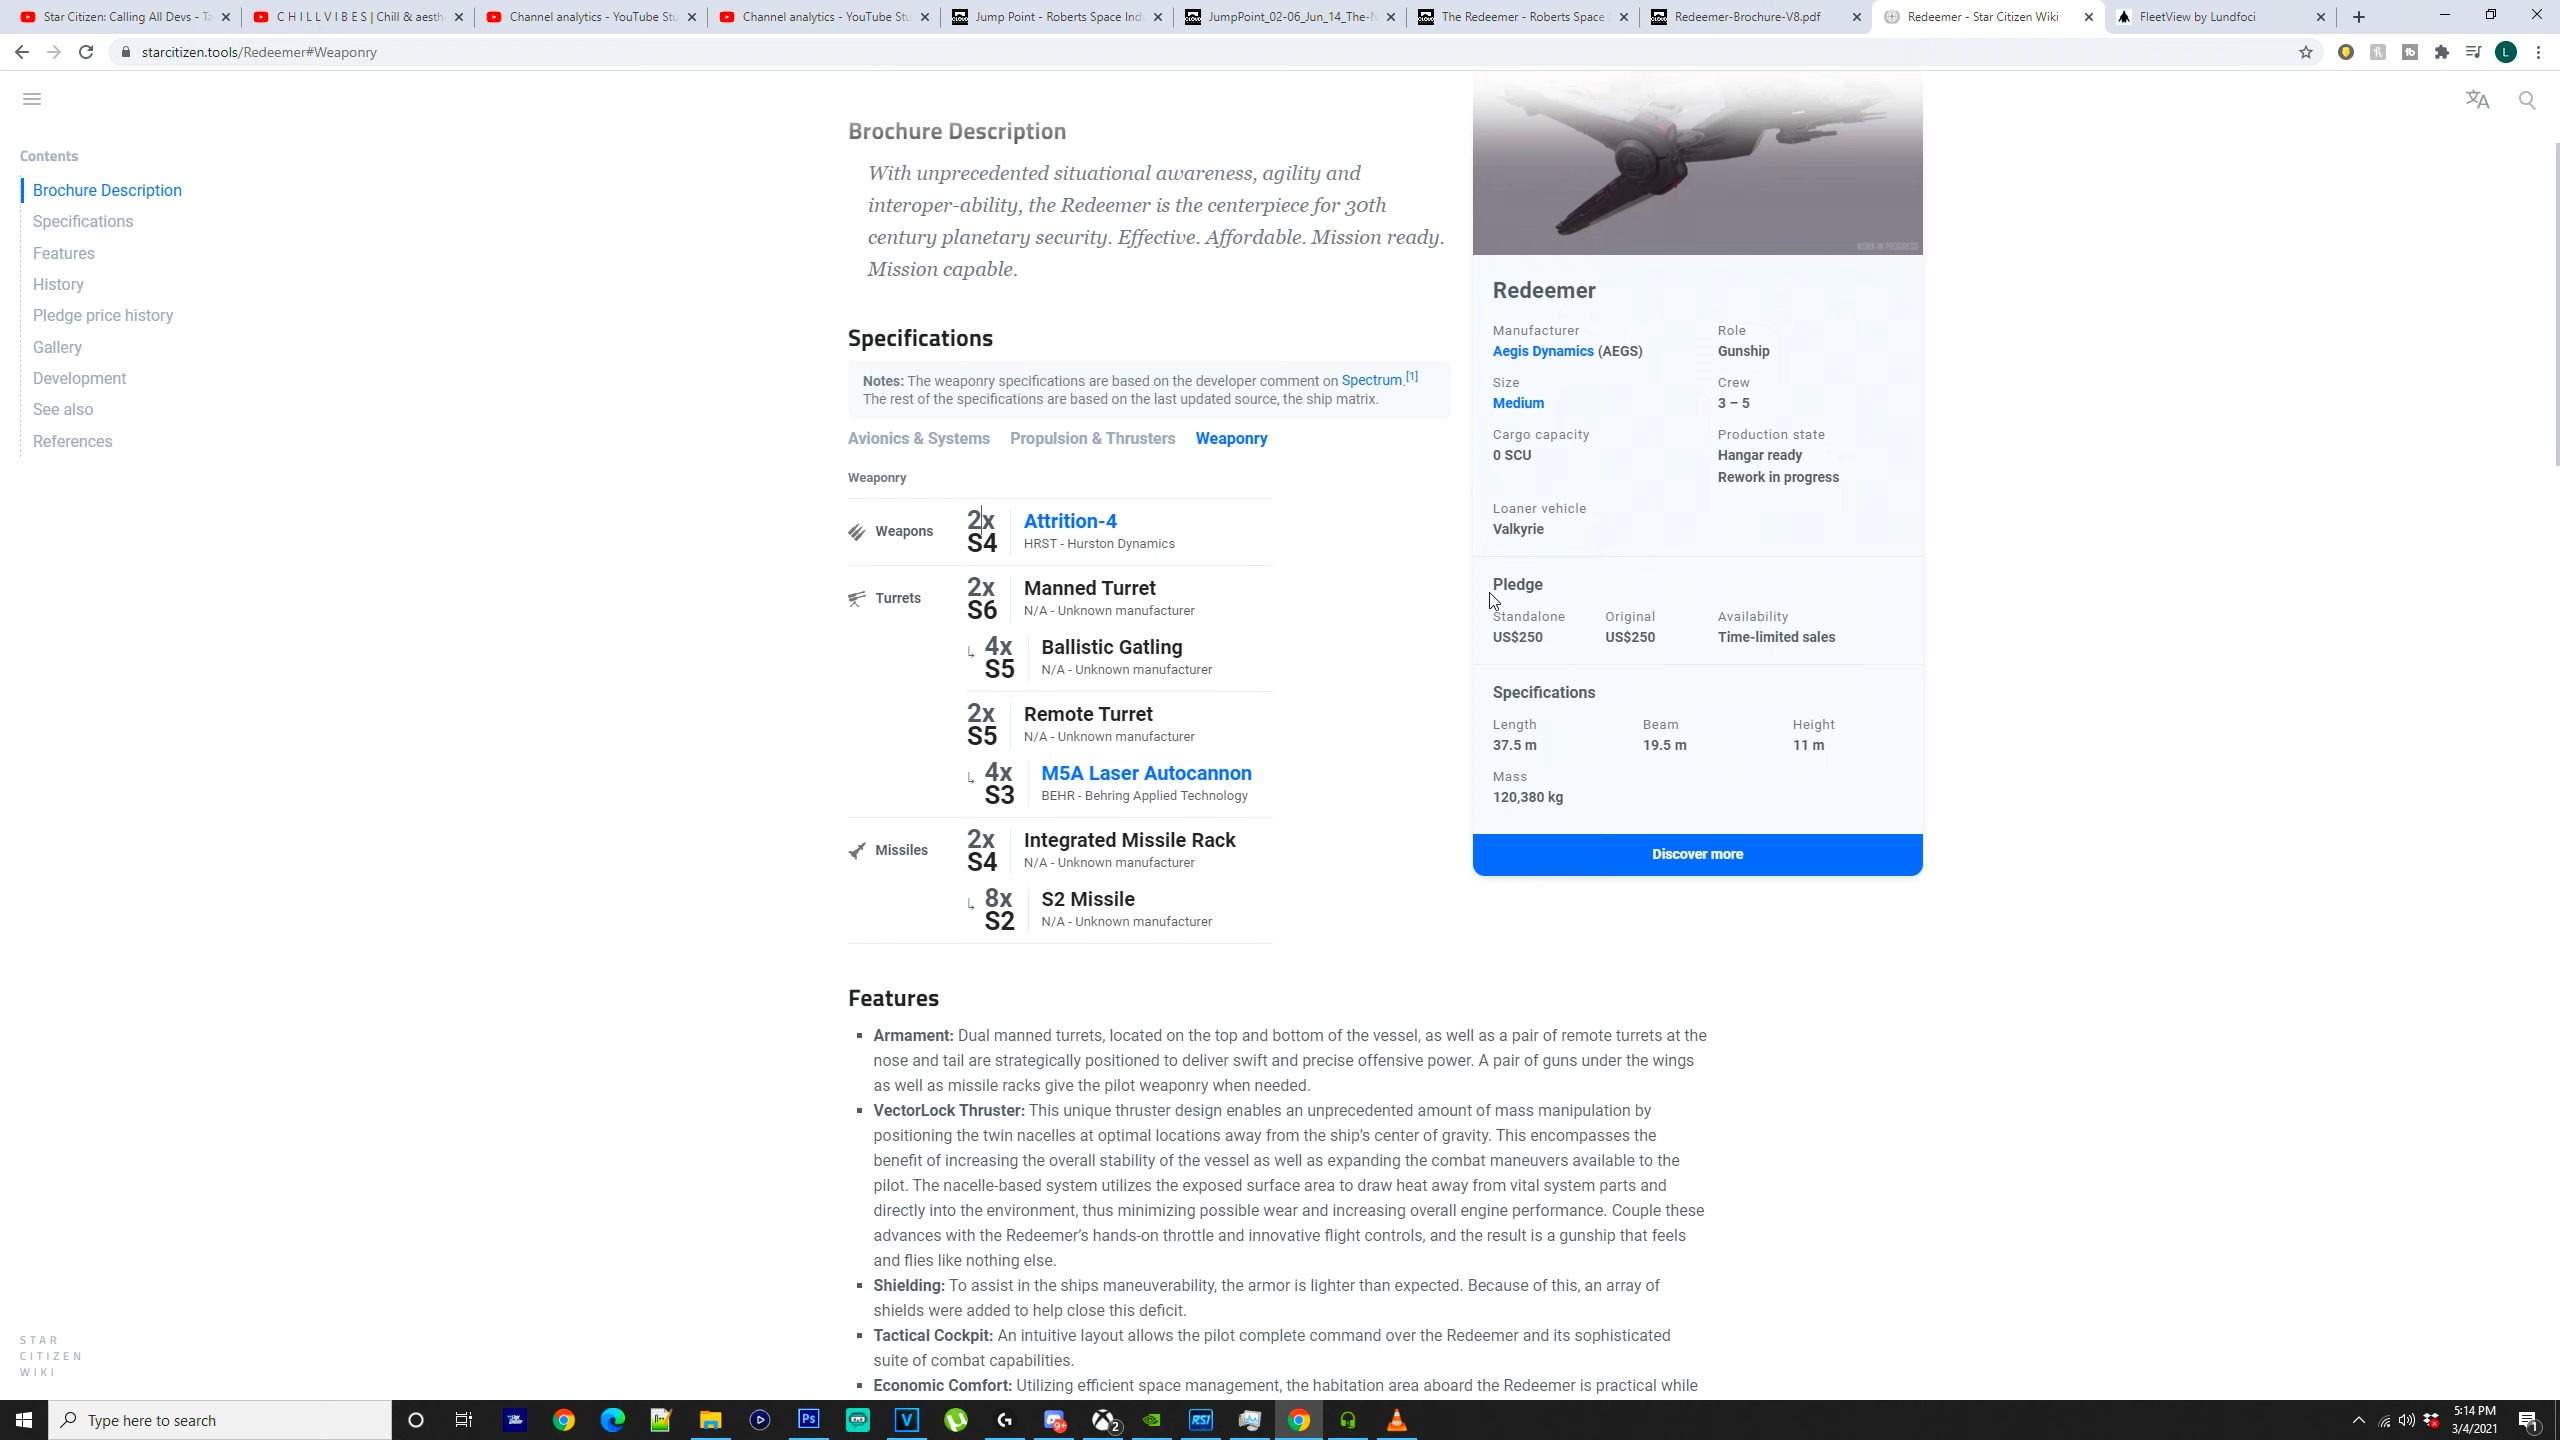 Star Citizen: Calling All Devs - Ta
C H I L L V I B E S | Chill & aesth
Channel analytics - YouTube Stu
Channel analytics - YouTube Stu
Jump Point - Roberts Space Indu
JumpPoint_02-06_Jun_14_The-N
The Redeemer - Roberts Space I
Redeemer-Brochure-V8.pdf
Redeemer - Star Citizen Wiki
FleetView by Lundfoci
starcitizen.tools/Redeemer#Weaponry
L
Contents
Brochure Description
Specifications
Features
History
Pledge price history
Gallery
Development
See also
References
Brochure Description
With unprecedented situational awareness, agility and
interoper-ability, the Redeemer is the centerpiece for 30th
century planetary security. Effective. Affordable. Mission ready.
Mission capable.
Specifications
Notes: The weaponry specifications are based on the developer comment on Spectrum.[1]
The rest of the specifications are based on the last updated source, the ship matrix.
Avionics & Systems Propulsion & Thrusters Weaponry
Weaponry
Weapons
2x
S4
Attrition-4
HRST - Hurston Dynamics
Turrets
2x
S6
Manned Turret
N/A - Unknown manufacturer
4x
S5
Ballistic Gatling
N/A - Unknown manufacturer
2x
S5
Remote Turret
N/A - Unknown manufacturer
4x
S3
M5A Laser Autocannon
BEHR - Behring Applied Technology
Missiles
2x
S4
Integrated Missile Rack
N/A - Unknown manufacturer
8x
S2
S2 Missile
N/A - Unknown manufacturer
WORK IN PROGRESS
Redeemer
Manufacturer
Aegis Dynamics (AEGS)
Role
Gunship
Size
Medium
Crew
3 – 5
Cargo capacity
0 SCU
Production state
Hangar ready
Rework in progress
Loaner vehicle
Valkyrie
Pledge
Standalone
US$250
Original
US$250
Availability
Time-limited sales
Specifications
Length
37.5 m
Beam
19.5 m
Height
11 m
Mass
120,380 kg
Discover more
Features
Armament: Dual manned turrets, located on the top and bottom of the vessel, as well as a pair of remote turrets at the
nose and tail are strategically positioned to deliver swift and precise offensive power. A pair of guns under the wings
as well as missile racks give the pilot weaponry when needed.
VectorLock Thruster: This unique thruster design enables an unprecedented amount of mass manipulation by
positioning the twin nacelles at optimal locations away from the ship's center of gravity. This encompasses the
benefit of increasing the overall stability of the vessel as well as expanding the combat maneuvers available to the
pilot. The nacelle-based system utilizes the exposed surface area to draw heat away from vital system parts and
directly into the environment, thus minimizing possible wear and increasing overall engine performance. Couple these
advances with the Redeemer's hands-on throttle and innovative flight controls, and the result is a gunship that feels
and flies like nothing else.
Shielding: To assist in the ships maneuverability, the armor is lighter than expected. Because of this, an array of
shields were added to help close this deficit.
Tactical Cockpit: An intuitive layout allows the pilot complete command over the Redeemer and its sophisticated
suite of combat capabilities.
Economic Comfort: Utilizing efficient space management, the habitation area aboard the Redeemer is practical while
STAR
CITIZEN
WIKI
Type here to search
Ps
V
9+
2
RSI
5:14 PM
3/4/2021
1